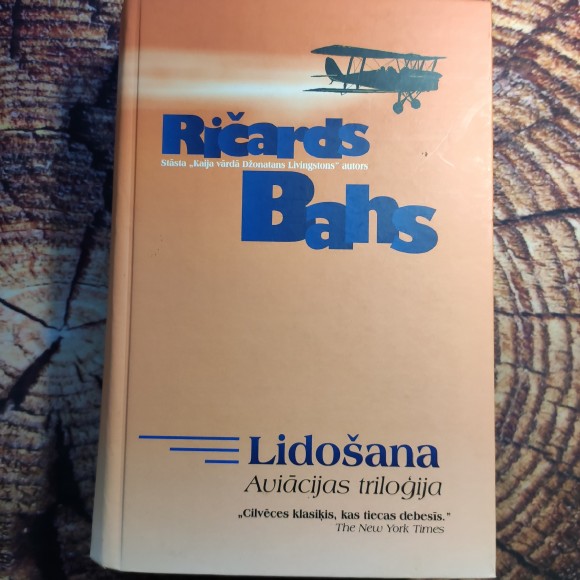 Ričards
Stāsta „Kaija vārdā Džonatans Livingstons” autors
Bahs
Lidošana
Aviācijas triloģija
„Cilvēces klasiķis, kas tiecas debesīs.”
The New York Times